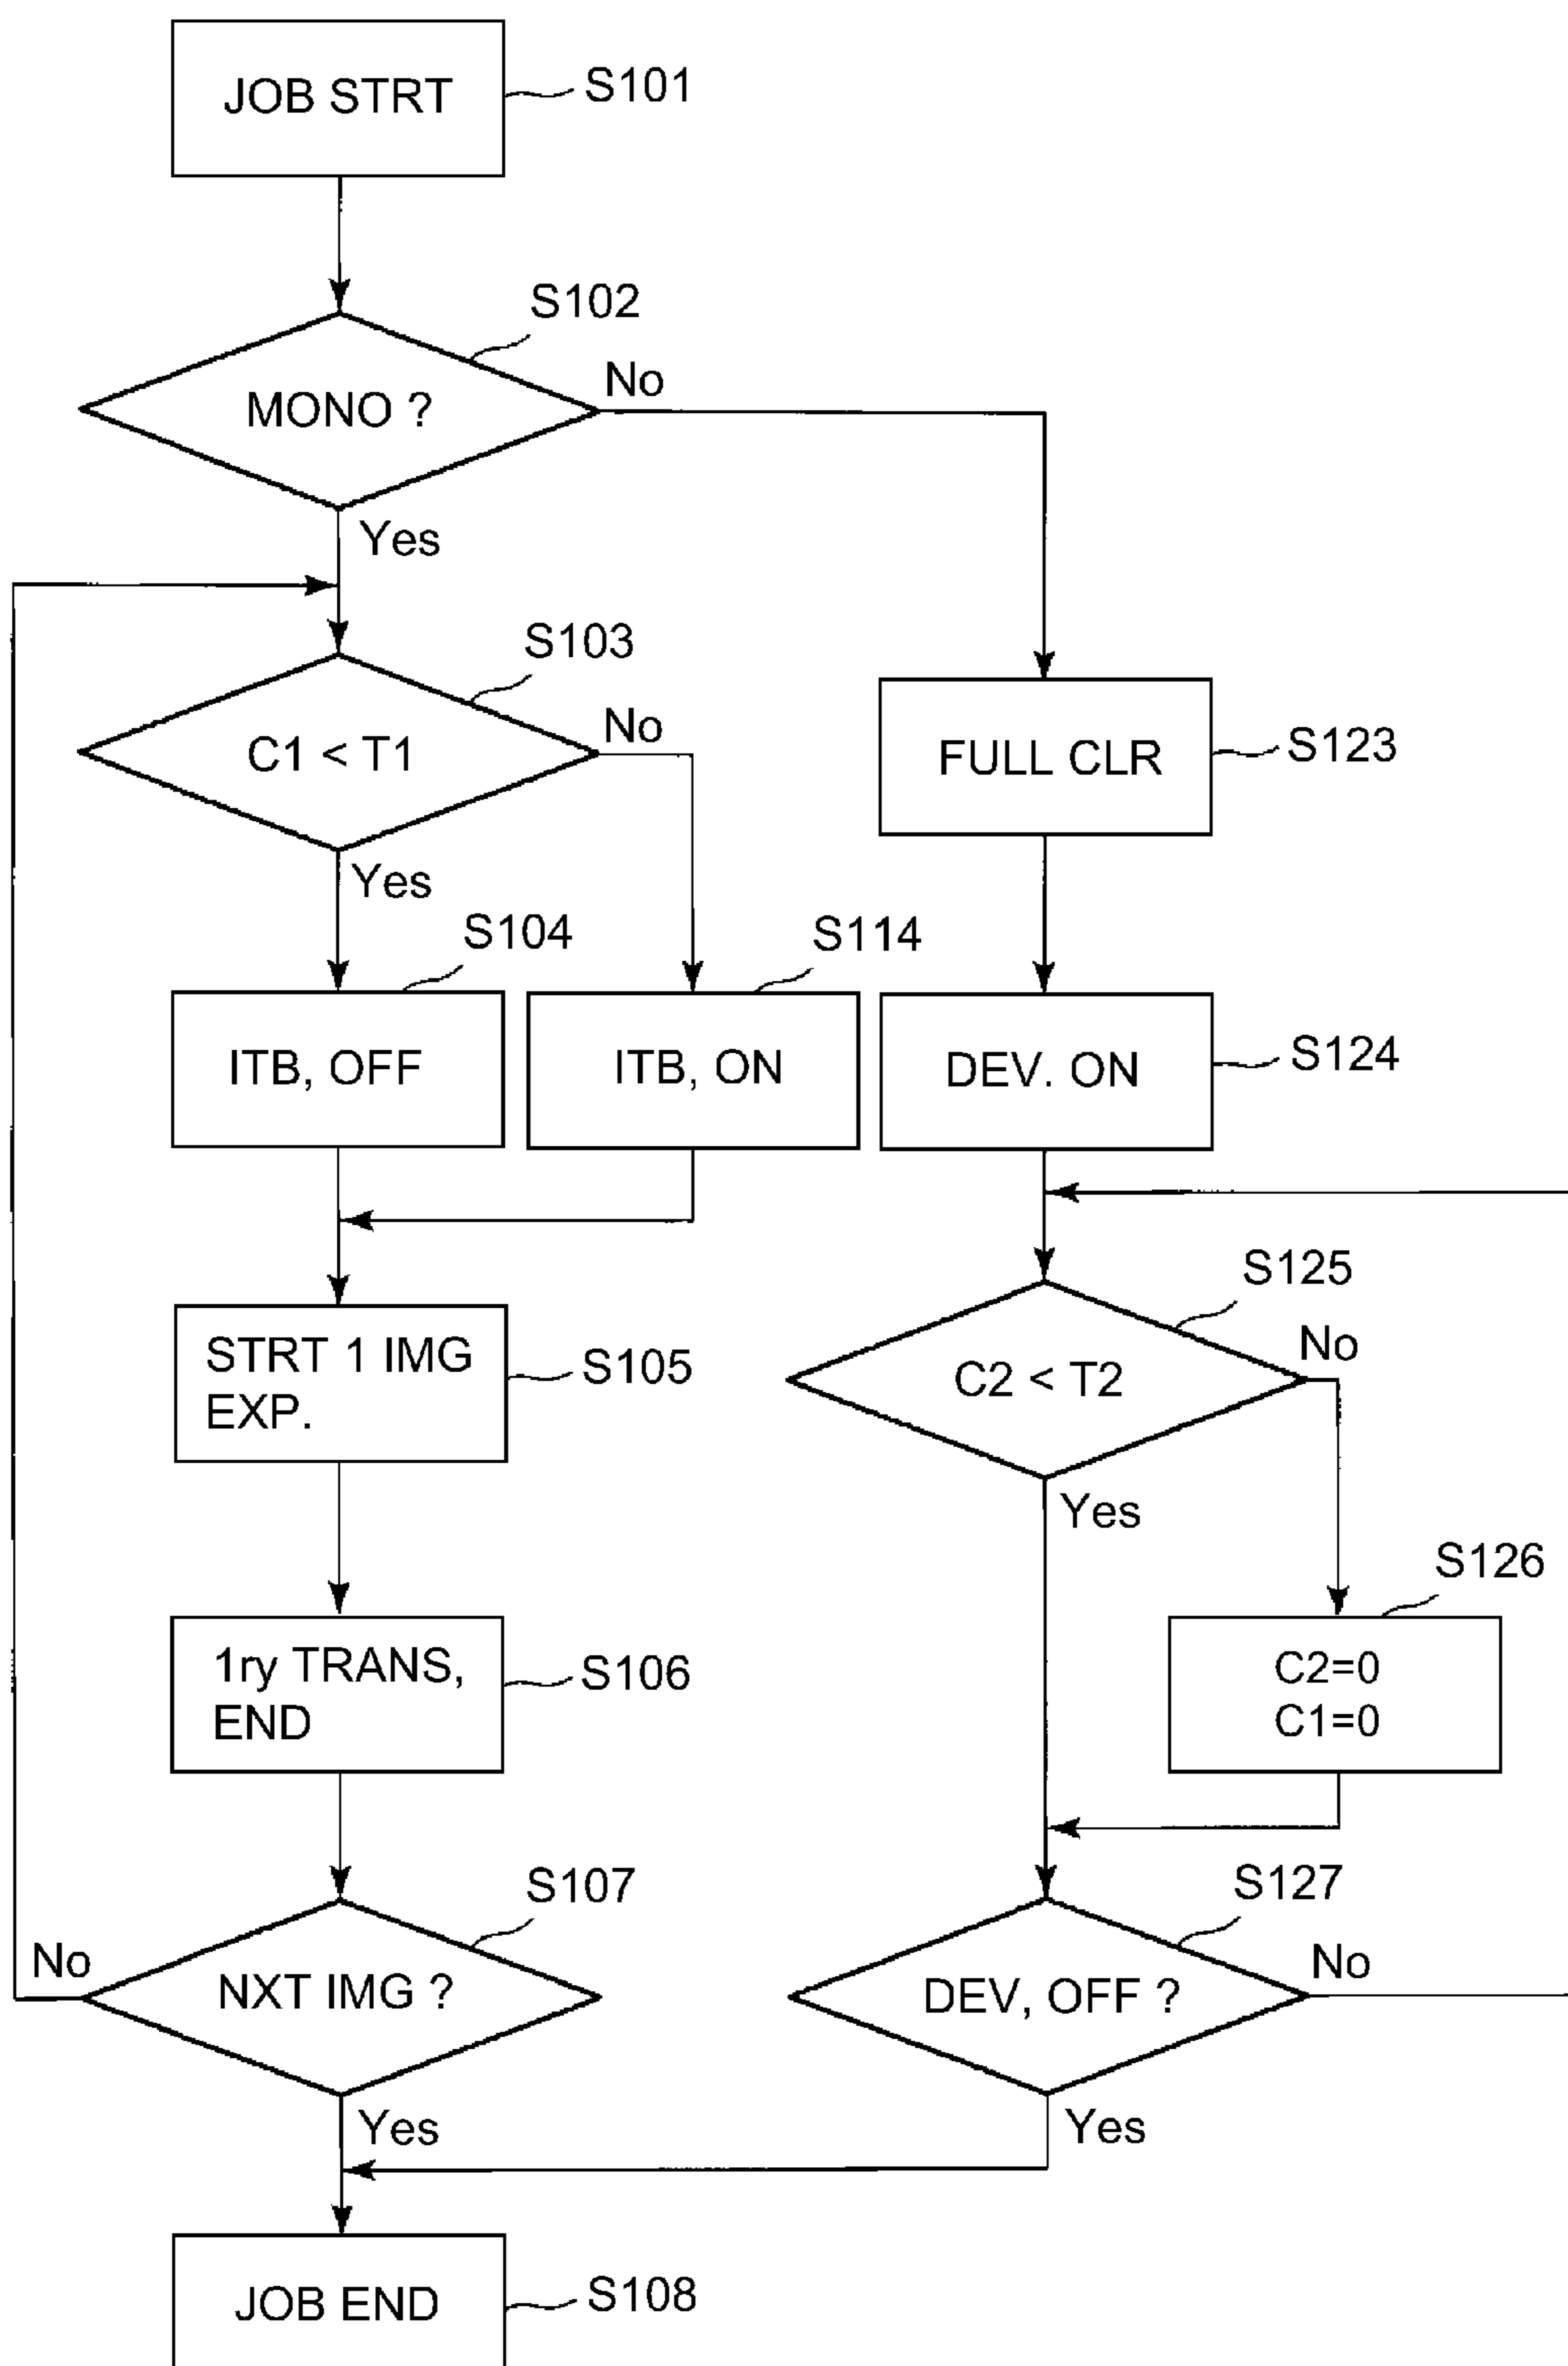 JOB STRT
S101
S102
MONO ?
No
Yes
S103
C1 < T1
No
Yes
FULL CLR
S123
S104
S114
ITB, OFF
ITB, ON
DEV. ON
S124
S125
C2 < T2
No
Yes
STRT 1 IMG
EXP.
S105
S126
C2=0
C1=0
1ry TRANS,
END
S106
S107
NXT IMG ?
No
Yes
S127
DEV, OFF ?
No
Yes
JOB END
S108